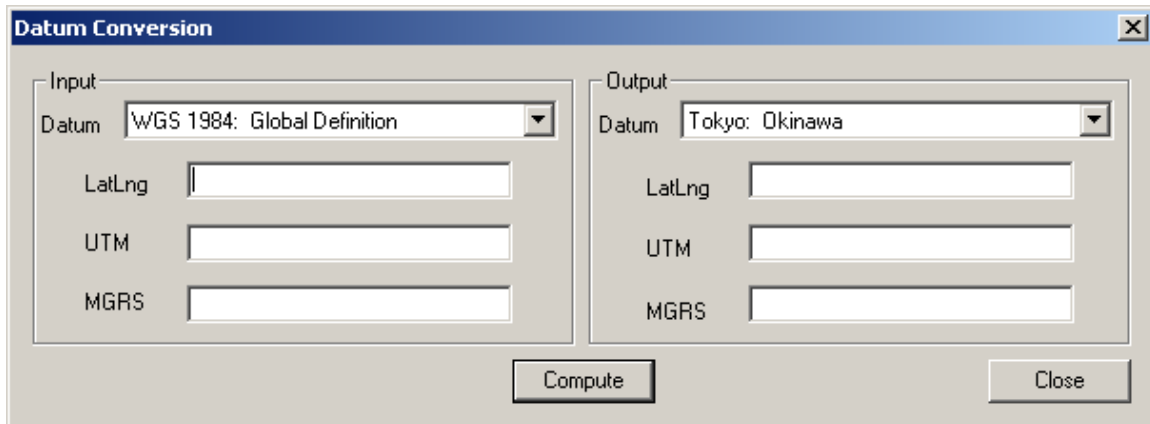 Datum Conversion
Input
Datum WGS 1984: Global Definition
LatLng
UTM
MGRS
Output
Datum Tokyo: Okinawa
LatLng
UTM
MGRS
Compute
Close